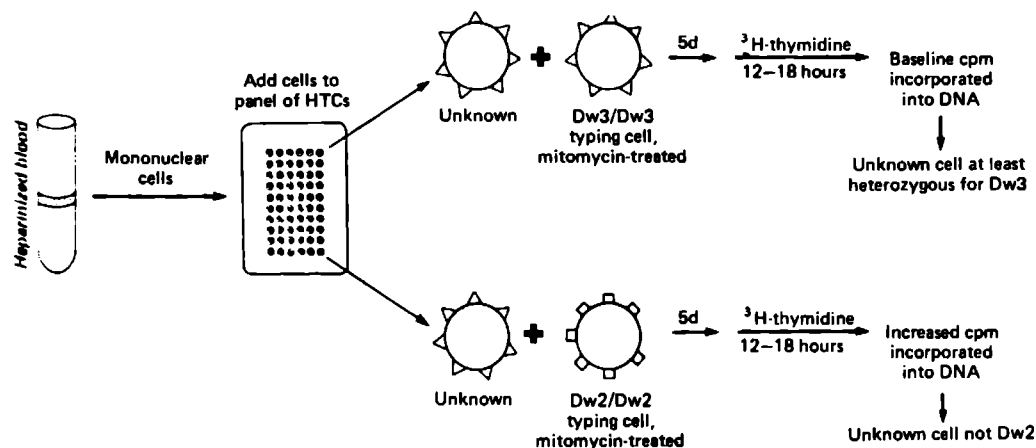 Heparinized blood
Mononuclear
cells
Add cells to
panel of HTCs
Unknown
Dw3/Dw3
typing cell,
mitomycin-treated
5d
³H-thymidine
12–18 hours
Baseline cpm
incorporated
into DNA
Unknown cell at least
heterozygous for Dw3
Unknown
Dw2/Dw2
typing cell,
mitomycin-treated
5d
³H-thymidine
12–18 hours
Increased cpm
incorporated
into DNA
Unknown cell not Dw2